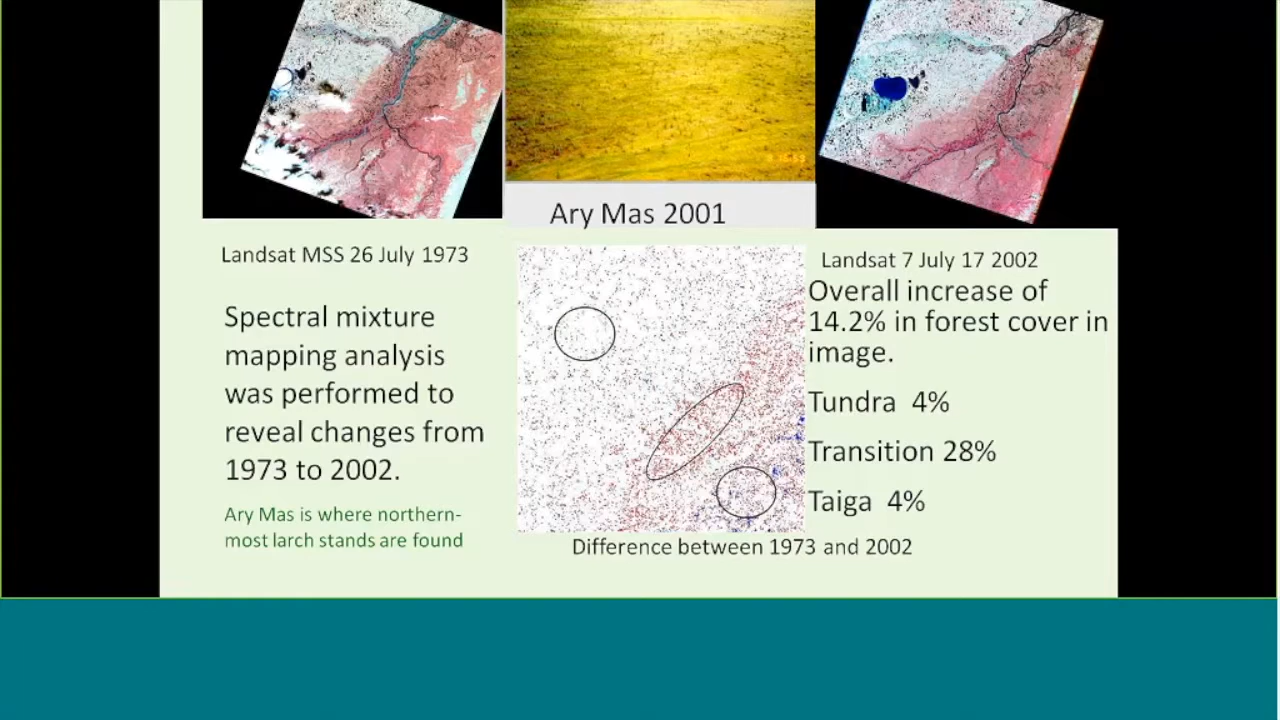 Ary Mas 2001
Landsat MSS 26 July 1973
Spectral mixture
mapping analysis
was performed to
reveal changes from
1973 to 2002.
Ary Mas is where northern-
most larch stands are found
Difference between 1973 and 2002
Landsat 7 July 17 2002
Overall increase of
14.2% in forest cover in
image.
Tundra 4%
Transition 28%
Taiga 4%